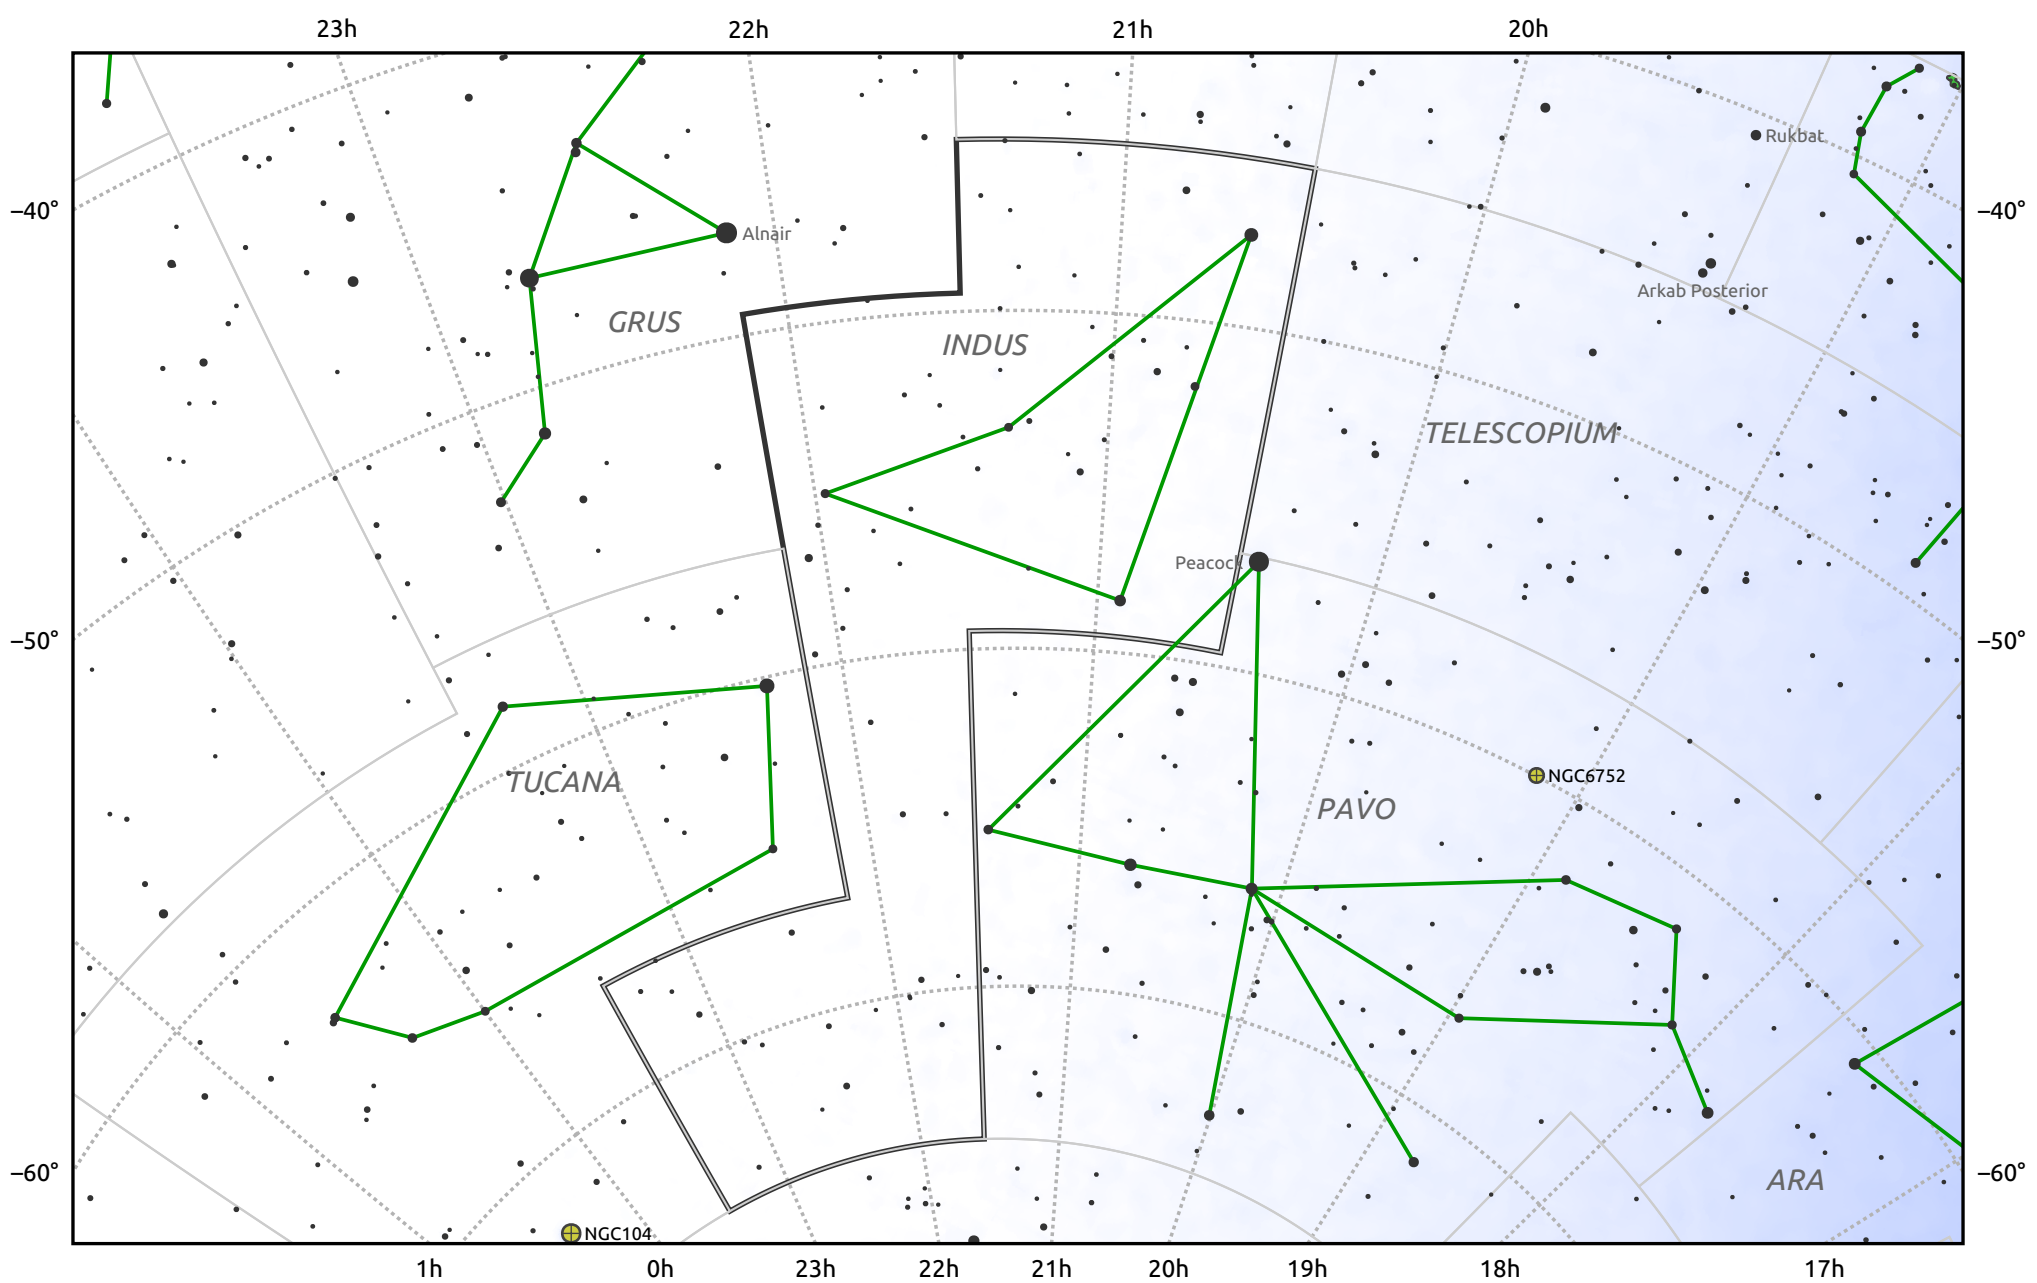 23h 22h 21h 20h
Rukbat
–40° –40°
Alnair
Arkab Posterior
GRUS
INDUS
TELESCOPIUM
Peacock
–50° –50°
NGC6752
TUCANA
PAVO
–60° –60°
ARA
NGC104
1h 0h 23h 22h 21h 20h 19h 18h 17h